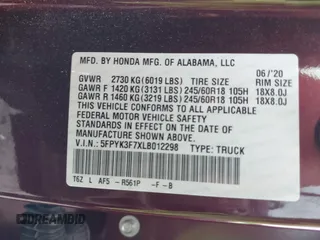 MFD. BY HONDA MFG. OF ALABAMA, LLC
06/'20
GVWR 2730 KG(6019 LBS) TIRE SIZE RIM SIZE
GAWR F 1420 KG(3131 LBS) 245/60R18 105H 18X8.0J
GAWR R 1460 KG(3219 LBS) 245/60R18 105H 18X8.0J
THIS VEHICLE CONFORMS TO ALL APPLICABLE
FEDERAL MOTOR VEHICLE SAFETY
STANDARDS IN EFFECT ON THE DATE OF MANUFACTURE
SHOWN ABOVE.
V.I.N.: 5FPYK3F7XLB012298 TYPE: TRUCK
T6Z L AF5 - R561P -F - B
DREAMBID